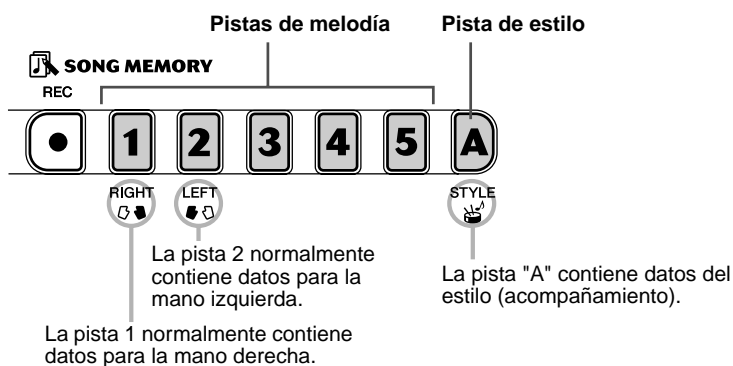 Pistas de melodía Pista de estilo
SONG MEMORY
REC
1 2 3 4 5 A
RIGHT LEFT STYLE
La pista 2 normalmente
contiene datos para la
mano izquierda.
La pista "A" contiene datos del
estilo (acompañamiento).
La pista 1 normalmente contiene
datos para la mano derecha.